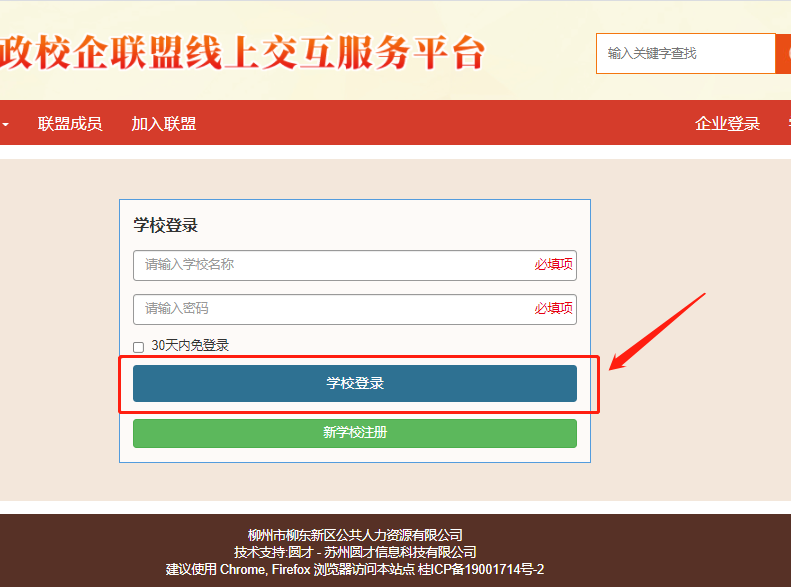 政校企联盟线上交互服务平台
输入关键字查找
联盟成员 加入联盟 企业登录
学校登录
请输入学校名称 必填项
请输入密码 必填项
30天内免登录
学校登录
新学校注册
柳州市柳东新区公共人力资源有限公司
技术支持:圆才 - 苏州圆才信息科技有限公司
建议使用 Chrome, Firefox 浏览器访问本站点 桂ICP备19001714号-2